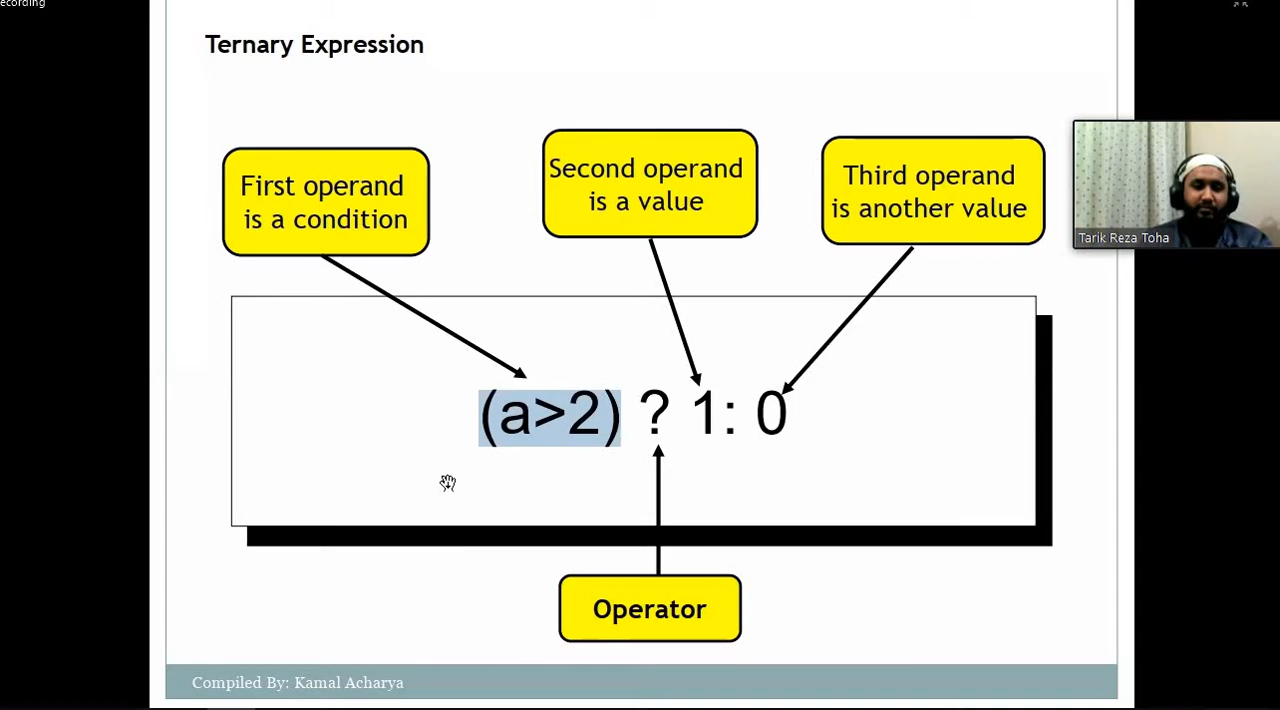 ecording
Ternary Expression
First operand
is a condition
Second operand
is a value
Third operand
is another value
Tarik Reza Toha
(a>2) ? 1: 0
Operator
Compiled By: Kamal Acharya